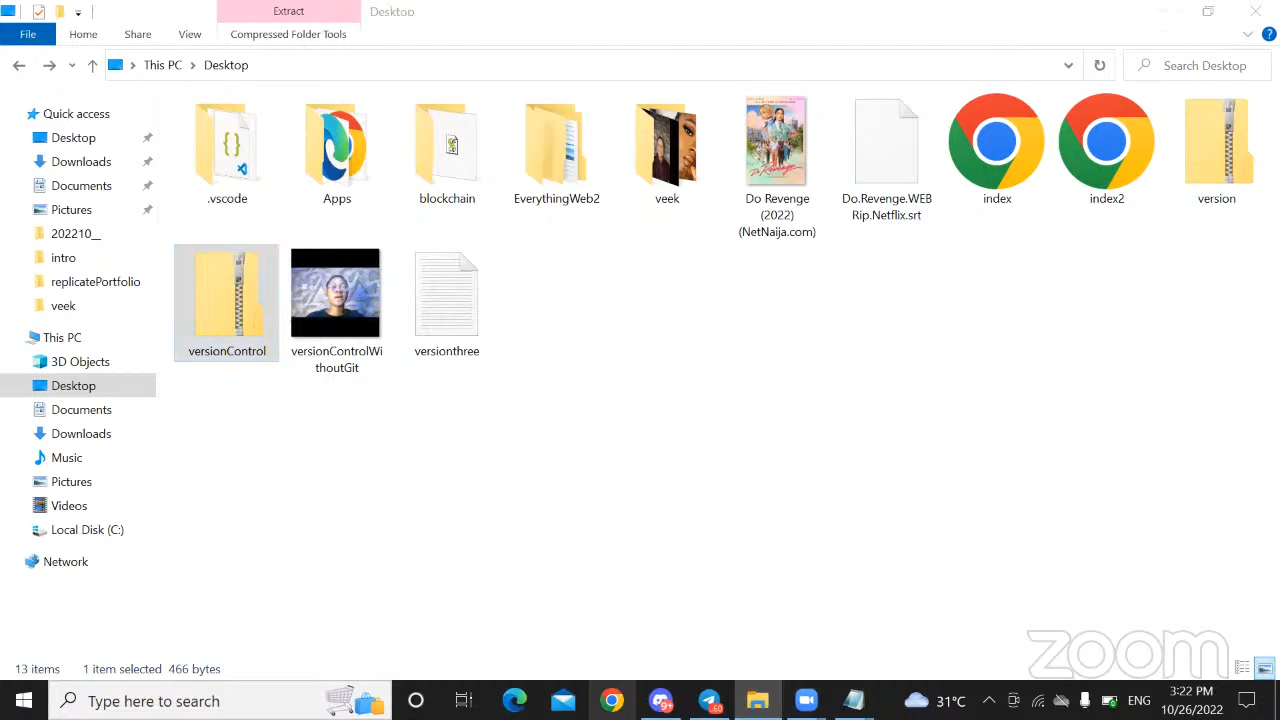 Extract
Desktop
File
Home
Share
View
Compressed Folder Tools
This PC
Desktop
Search Desktop
Quick access
Desktop
Downloads
Documents
Pictures
202210__
intro
replicatePortfolio
veek
This PC
3D Objects
Desktop
Documents
Downloads
Music
Pictures
Videos
Local Disk (C:)
Network
.vscode
Apps
blockchain
EverythingWeb2
veek
Do Revenge
(2022)
(NetNaija.com)
Do.Revenge.WEB
Rip.Netflix.srt
index
index2
version
versionControl
versionControlWi
thoutGit
versionthree
13 items
1 item selected 466 bytes
zoom
Type here to search
9+
60
31°C
ENG
3:22 PM
10/26/2022